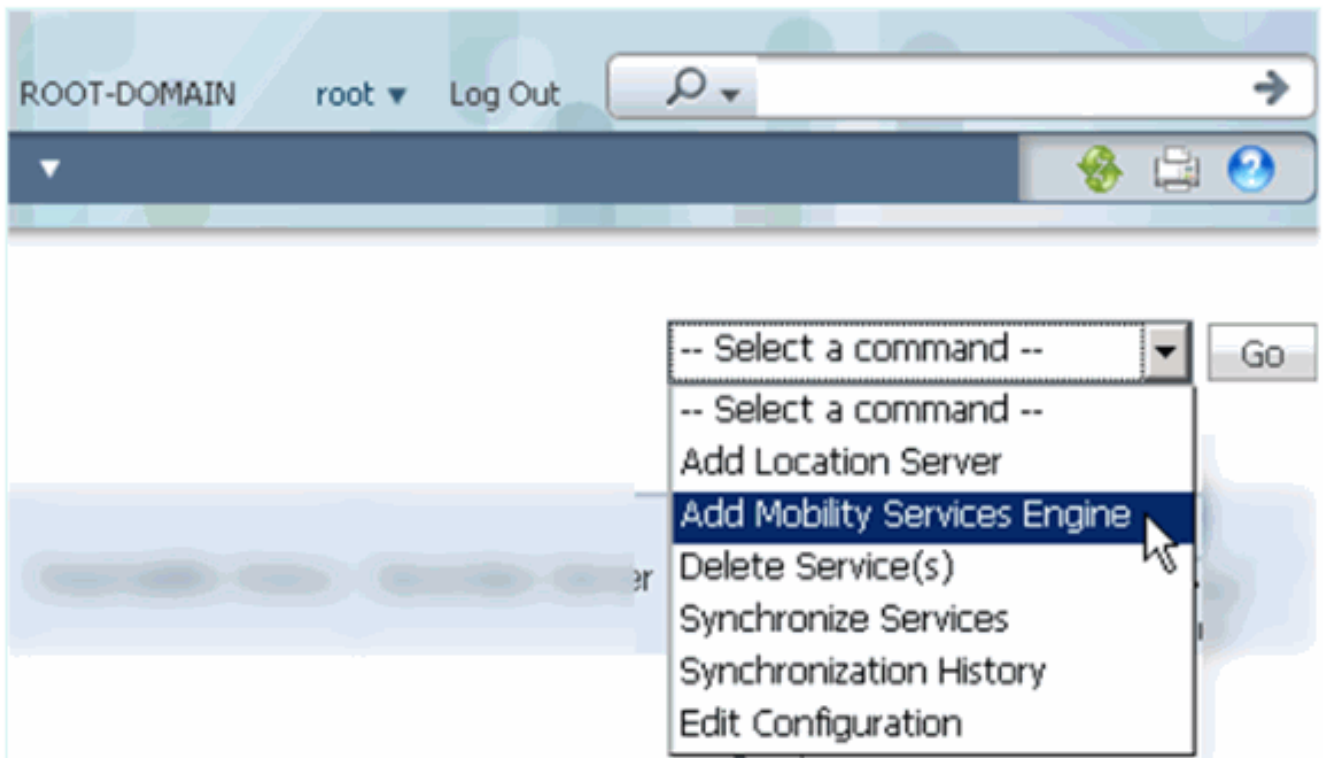 ROOT-DOMAIN root Log Out
-- Select a command -- Go
-- Select a command --
Add Location Server
Add Mobility Services Engine
er Delete Service(s)
Synchronize Services
Synchronization History
Edit Configuration